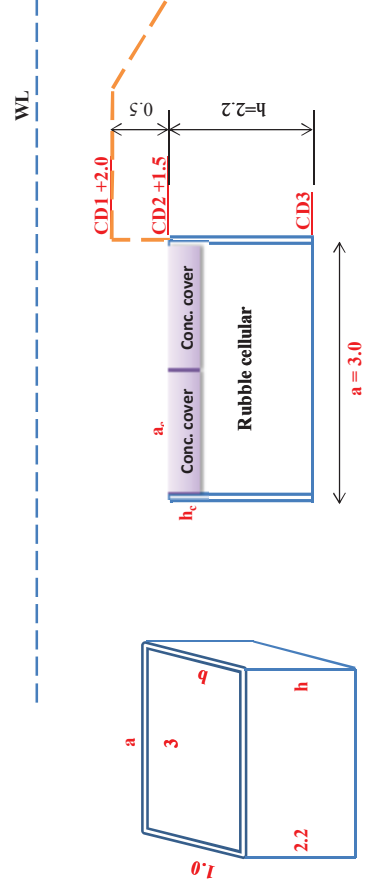 WL
CD1 +2.0
0.5
CD2 +1.5
h=2.2
CD3
a_c
Conc. cover
Conc. cover
h_c
Rubble cellular
a = 3.0
a
3
b
1.0
h
2.2